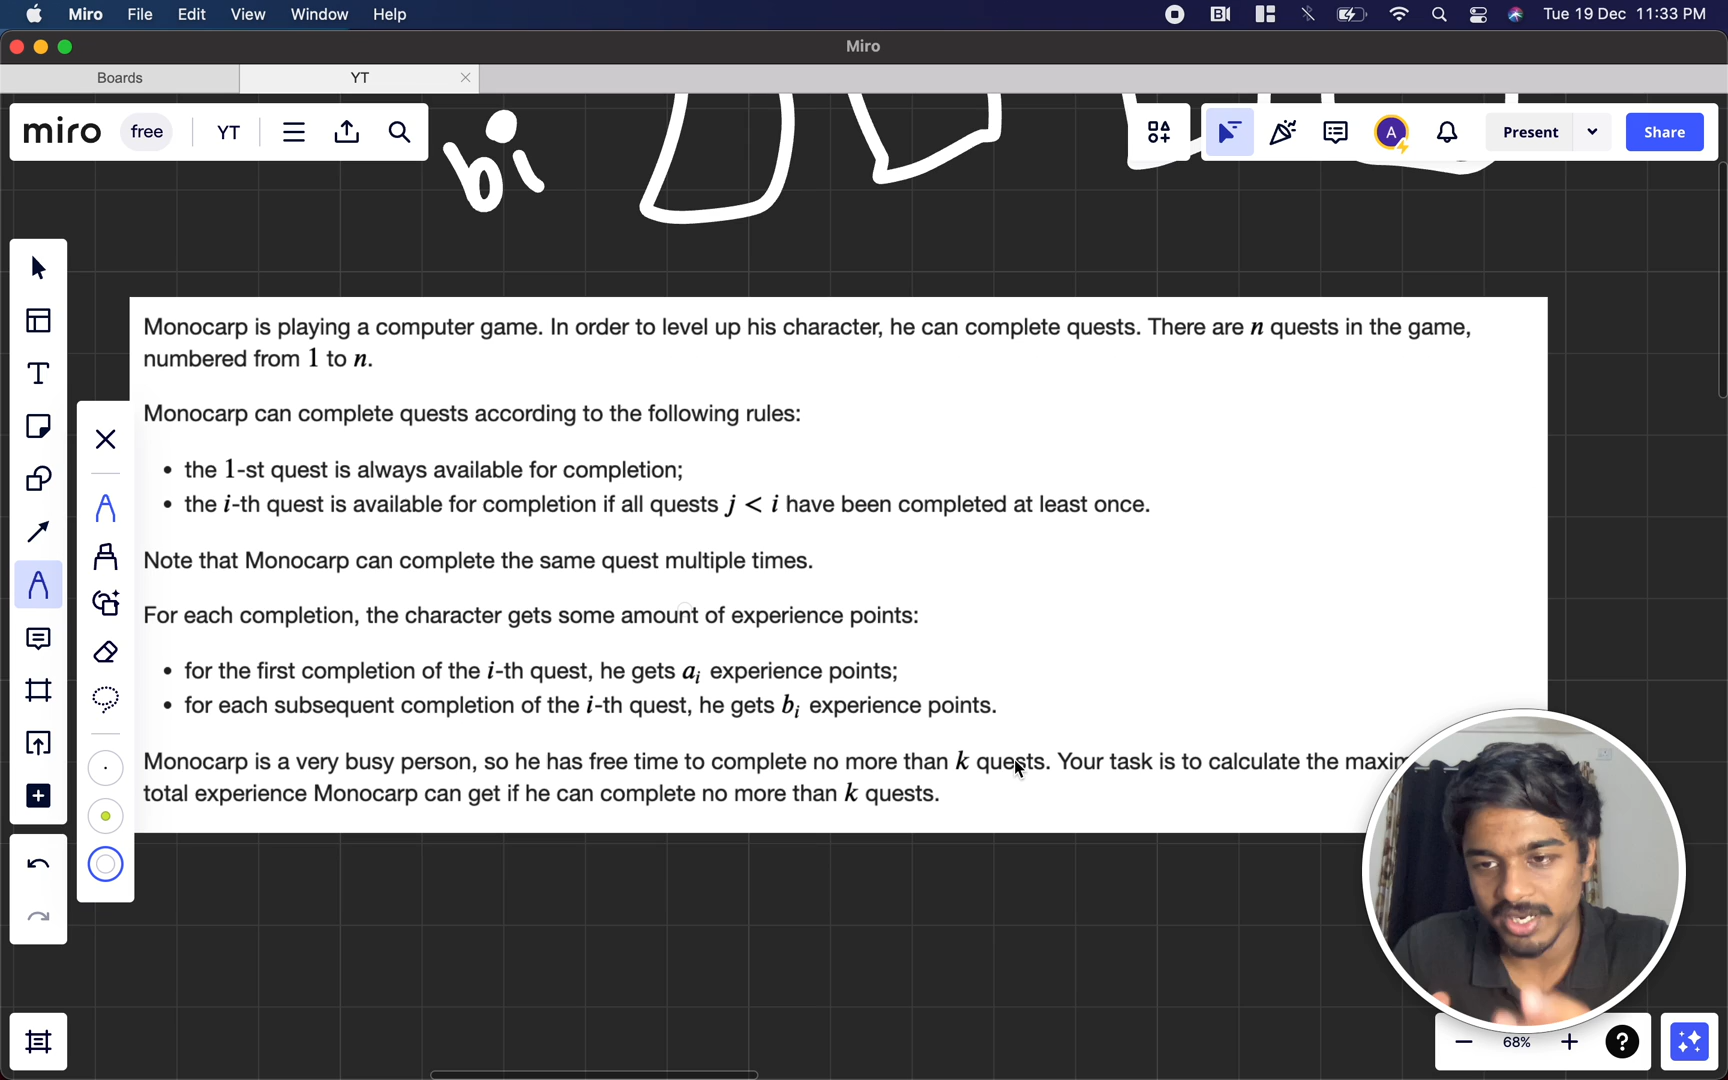 Miro File Edit View Window Help Tue 19 Dec 11:33 PM
Miro
Boards YT
miro free YT A Present Share
bi
Monocarp is playing a computer game. In order to level up his character, he can complete quests. There are n quests in the game,
numbered from 1 to n.
Monocarp can complete quests according to the following rules:
• the 1-st quest is always available for completion;
• the i-th quest is available for completion if all quests j < i have been completed at least once.
Note that Monocarp can complete the same quest multiple times.
For each completion, the character gets some amount of experience points:
• for the first completion of the i-th quest, he gets a_i experience points;
• for each subsequent completion of the i-th quest, he gets b_i experience points.
Monocarp is a very busy person, so he has free time to complete no more than k quests. Your task is to calculate the
total experience Monocarp can get if he can complete no more than k quests.
68% ?